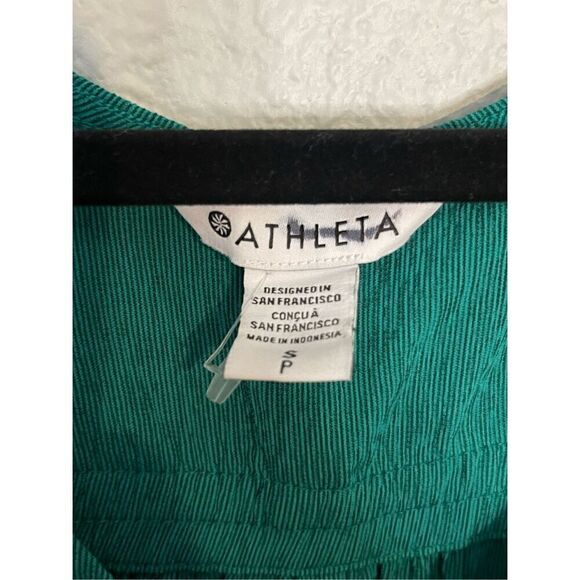 ATHLETA
DESIGNED IN
SAN FRANCISCO
CONÇU À
SAN FRANCISCO
MADE IN INDONESIA
S
P